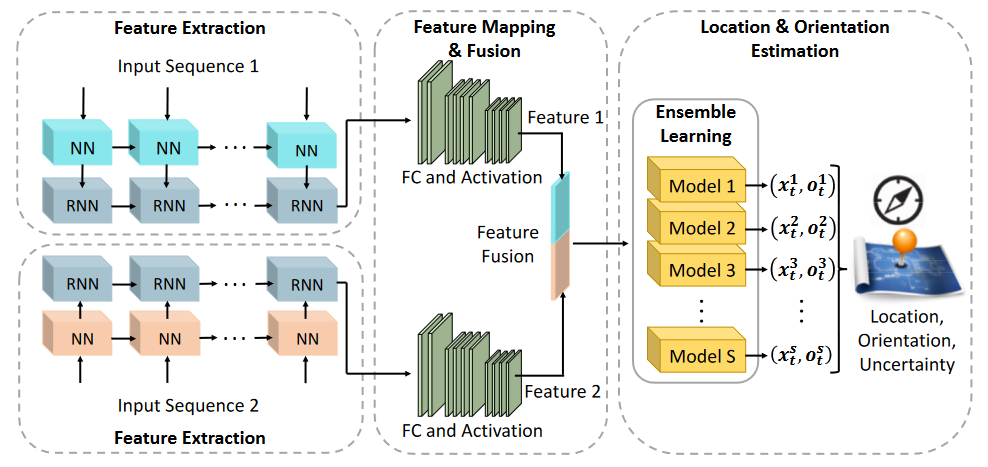 Feature Extraction
Input Sequence 1
NN NN ... NN
RNN RNN ... RNN
RNN RNN ... RNN
NN NN ... NN
Input Sequence 2
Feature Extraction
Feature Mapping
& Fusion
Feature 1
FC and Activation
Feature
Fusion
Feature 2
FC and Activation
Location & Orientation
Estimation
Ensemble
Learning
Model 1 (x_t^1, o_t^1)
Model 2 (x_t^2, o_t^2)
Model 3 (x_t^3, o_t^3)
⋮ ⋮
Model S (x_t^s, o_t^s)
Location,
Orientation,
Uncertainty